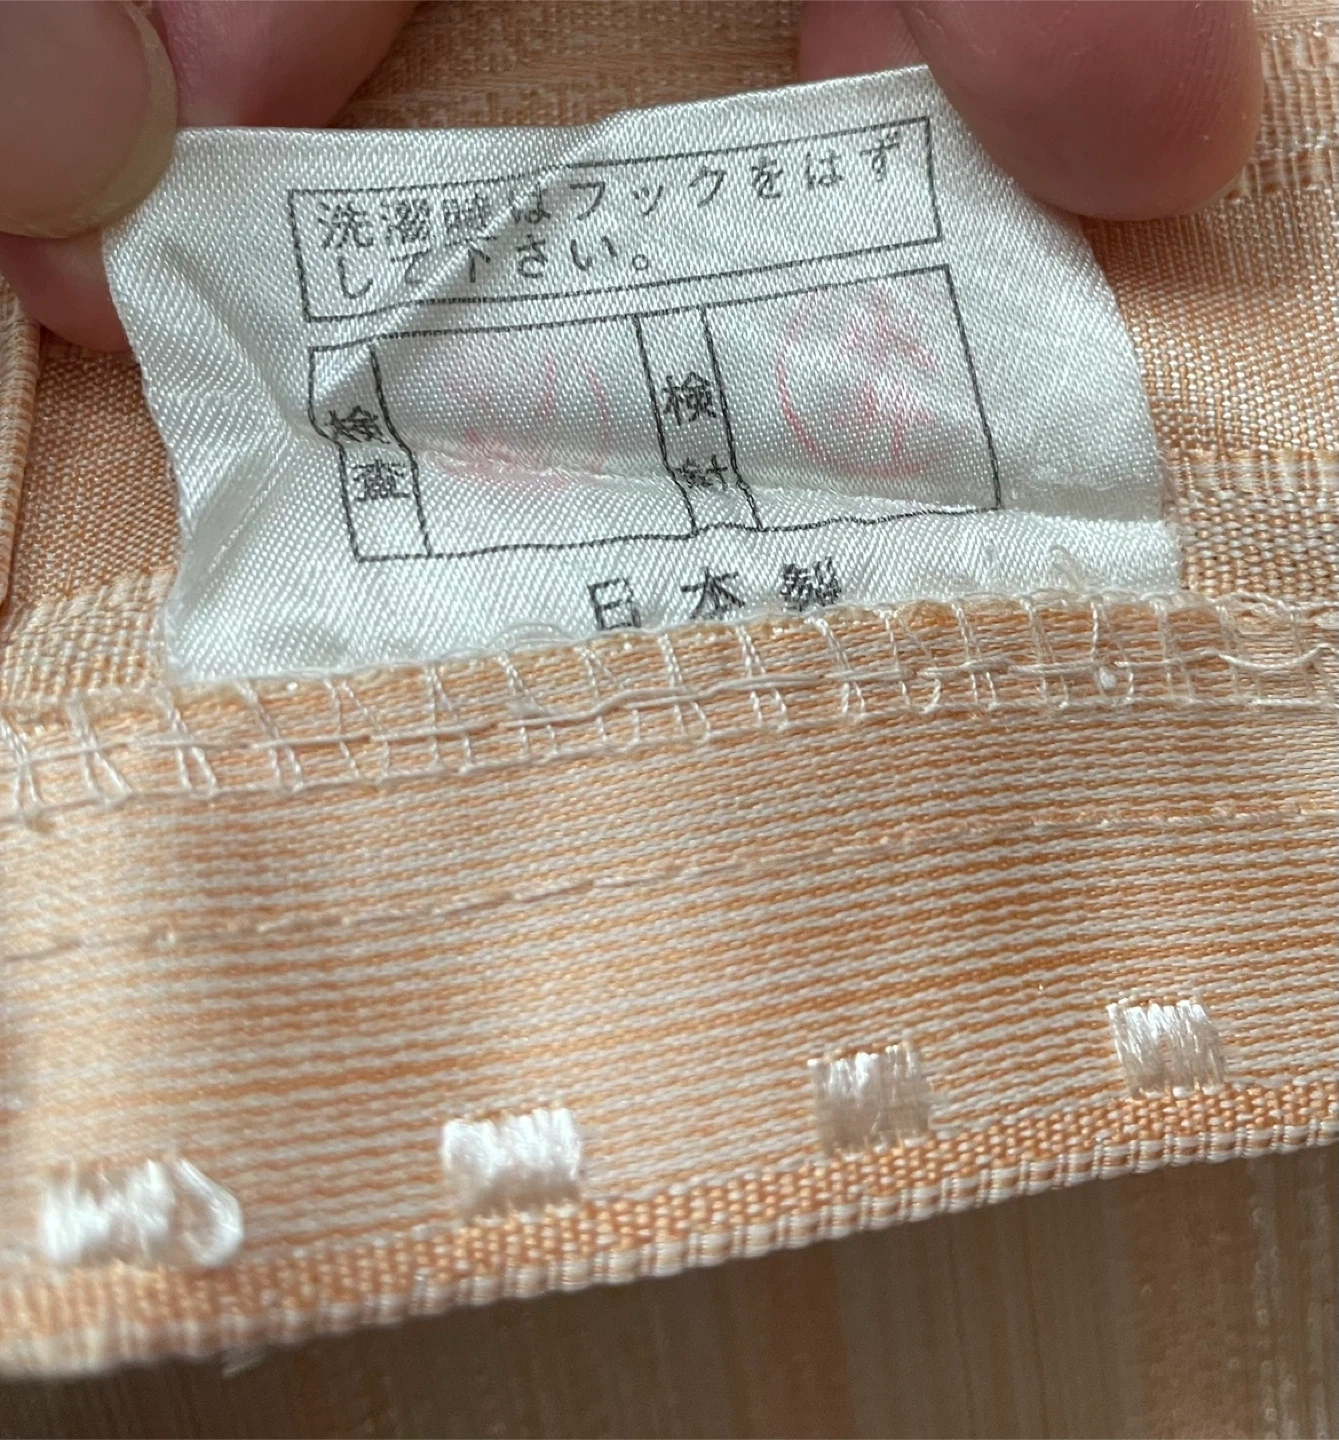 洗濯時はフックをはず
して下さい。
検査
検針
日本製